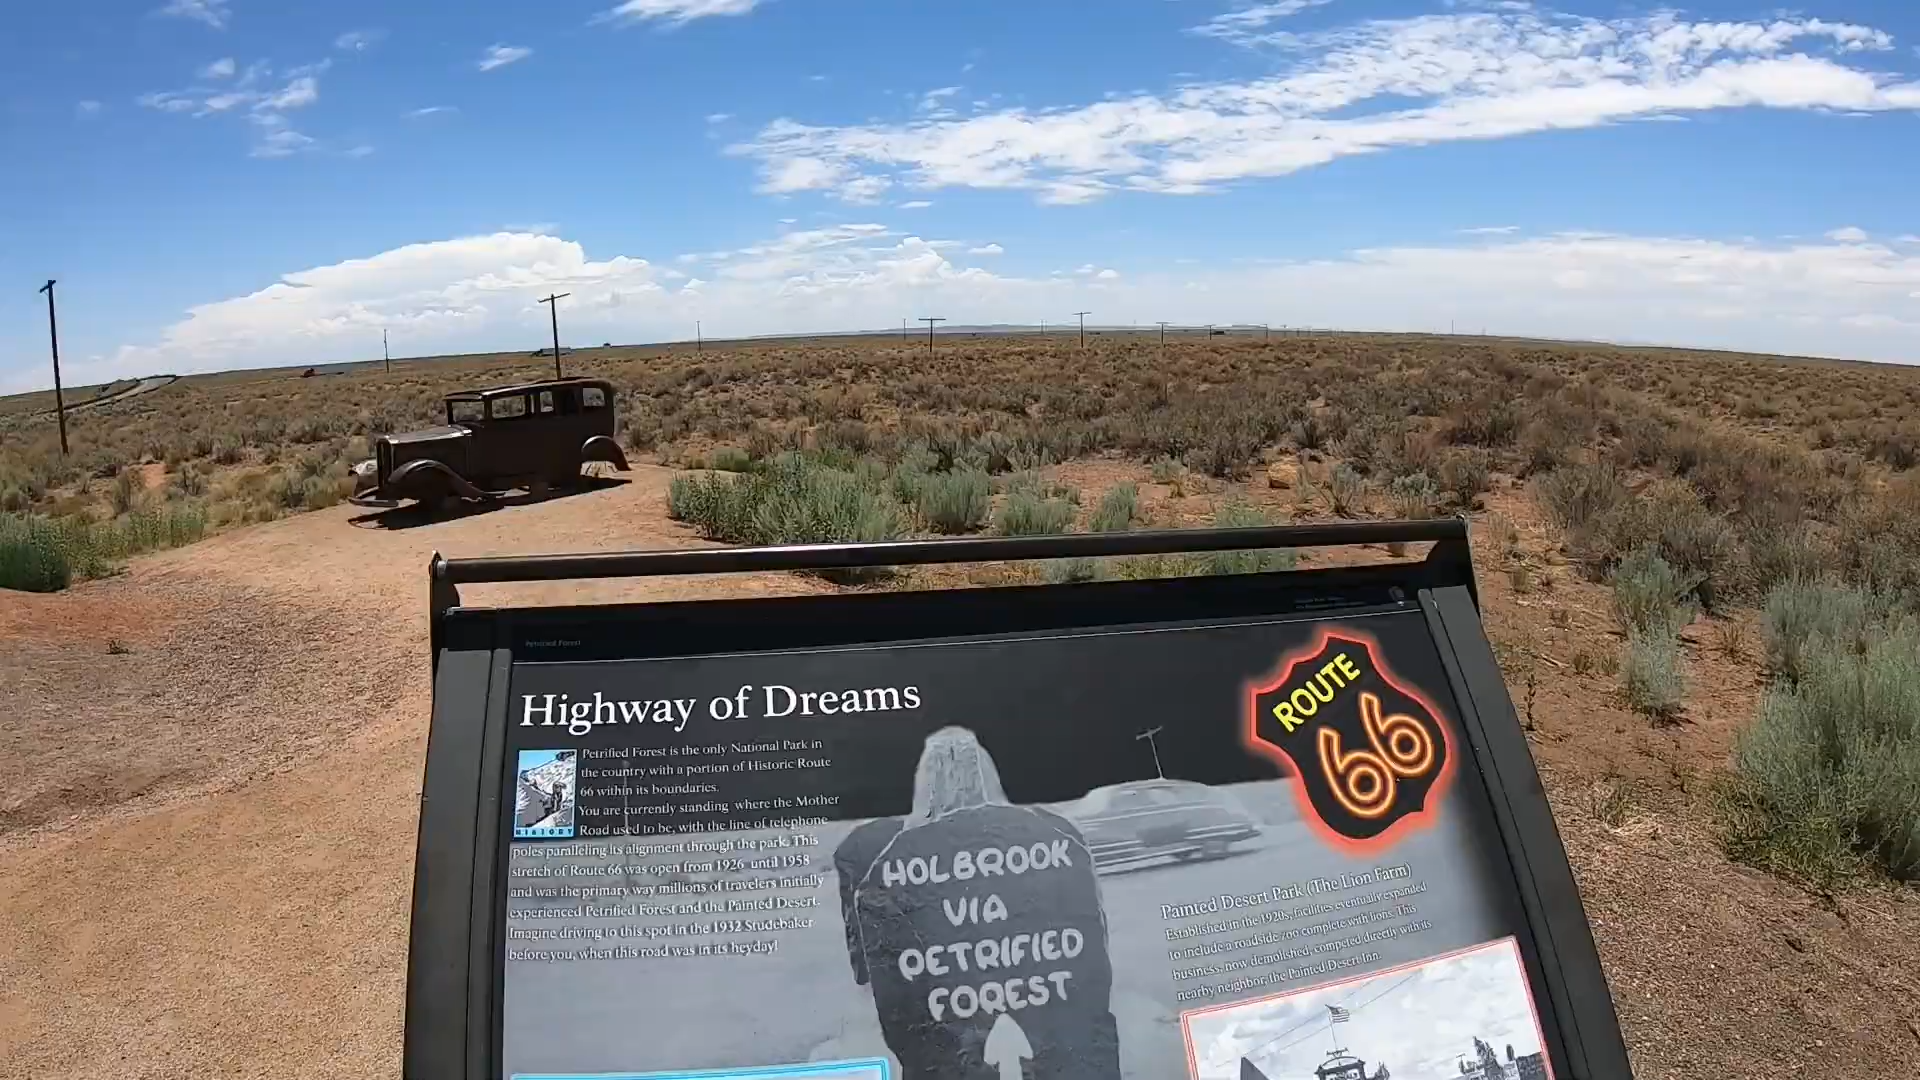 Petrified Forest
Highway of Dreams
Petrified Forest is the only National Park in
the country with a portion of Historic Route
66 within its boundaries.
You are currently standing where the Mother
Road used to be, with the line of telephone
poles paralleling its alignment through the park. This
stretch of Route 66 was open from 1926 until 1958
and was the primary way millions of travelers initially
experienced Petrified Forest and the Painted Desert.
Imagine driving to this spot in the 1932 Studebaker
before you, when this road was in its heyday!
HISTORY
HOLBROOK
VIA
PETRIFIED
FOREST
ROUTE
66
Painted Desert Park (The Lion Farm)
Established in the 1920s, facilities eventually expanded
to include a roadside zoo complete with lions. This
business, now demolished, competed directly with its
nearby neighbor, the Painted Desert Inn.